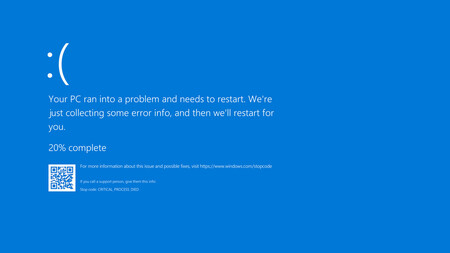 :(
Your PC ran into a problem and needs to restart. We're
just collecting some error info, and then we'll restart for
you.
20% complete
For more information about this issue and possible fixes, visit https://www.windows.com/stopcode
If you call a support person, give them this info:
Stop code: CRITICAL_PROCESS_DIED